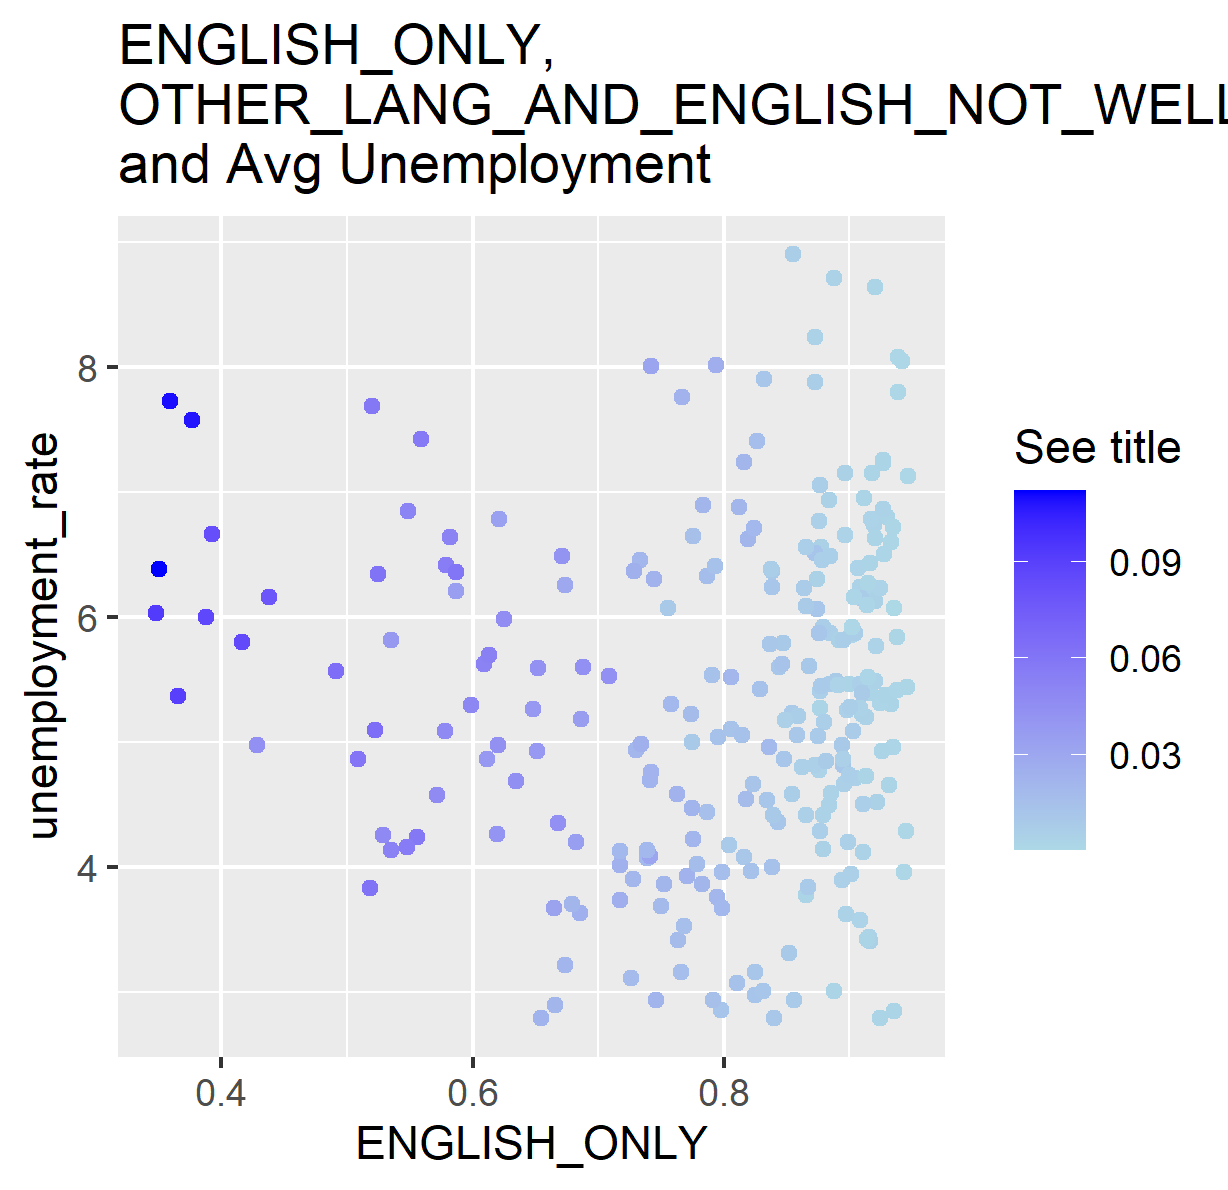 ENGLISH_ONLY,
OTHER_LANG_AND_ENGLISH_NOT_WELL
and Avg Unemployment
unemployment_rate
8
6
4
0.4 0.6 0.8
ENGLISH_ONLY
See title
0.09
0.06
0.03